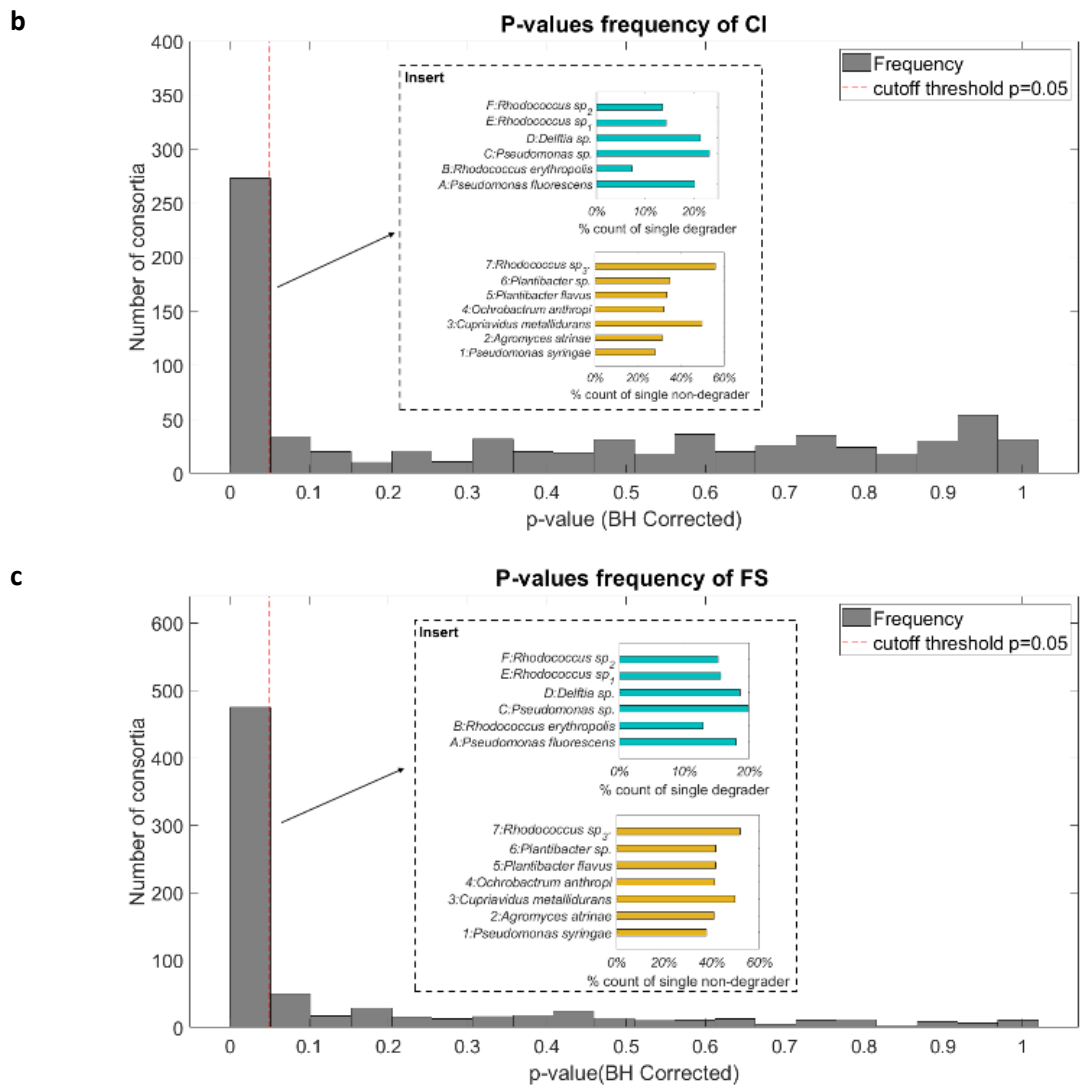 b
P-values frequency of CI
Number of consortia
400
350
300
250
200
150
100
50
0
Frequency
cutoff threshold p=0.05
Insert
F:Rhodococcus sp2
E:Rhodococcus sp1
D:Delftia sp.
C:Pseudomonas sp.
B:Rhodococcus erythropolis
A:Pseudomonas fluorescens
0% 10% 20%
% count of single degrader
7:Rhodococcus sp3.
6:Plantibacter sp.
5:Plantibacter flavus
4:Ochrobactrum anthropi
3:Cupriavidus metallidurans
2:Agromyces atrinae
1:Pseudomonas syringae
0% 20% 40% 60%
% count of single non-degrader
0 0.1 0.2 0.3 0.4 0.5 0.6 0.7 0.8 0.9 1
p-value (BH Corrected)
c
P-values frequency of FS
Number of consortia
600
500
400
300
200
100
0
Frequency
cutoff threshold p=0.05
Insert
F:Rhodococcus sp2
E:Rhodococcus sp1
D:Delftia sp.
C:Pseudomonas sp.
B:Rhodococcus erythropolis
A:Pseudomonas fluorescens
0% 10% 20%
% count of single degrader
7:Rhodococcus sp3.
6:Plantibacter sp.
5:Plantibacter flavus
4:Ochrobactrum anthropi
3:Cupriavidus metallidurans
2:Agromyces atrinae
1:Pseudomonas syringae
0% 20% 40% 60%
% count of single non-degrader
0 0.1 0.2 0.3 0.4 0.5 0.6 0.7 0.8 0.9 1
p-value(BH Corrected)